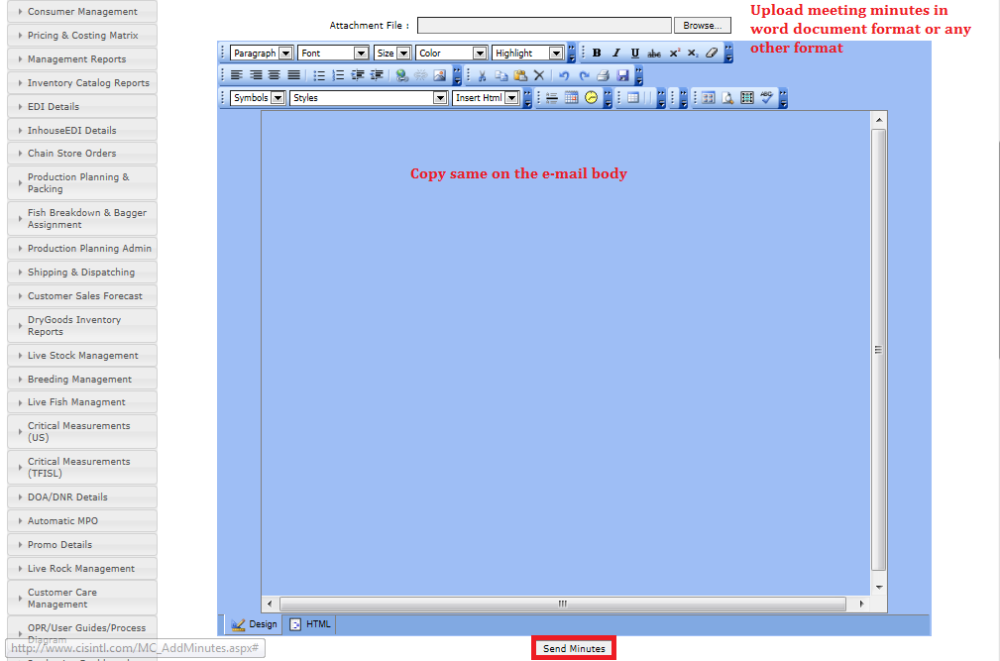 Consumer Management
Pricing & Costing Matrix
Management Reports
Inventory Catalog Reports
EDI Details
InhouseEDI Details
Chain Store Orders
Production Planning &
Packing
Fish Breakdown & Bagger
Assignment
Production Planning Admin
Shipping & Dispatching
Customer Sales Forecast
DryGoods Inventory
Reports
Live Stock Management
Breeding Management
Live Fish Managment
Critical Measurements
(US)
Critical Measurements
(TFISL)
DOA/DNR Details
Automatic MPO
Promo Details
Live Rock Management
Customer Care
Management
OPR/User Guides/Process
Diagram
http://www.cisintl.com/MC_AddMinutes.aspx#
Attachment File :
Browse...
Upload meeting minutes in
word document format or any
other format
Paragraph Font Size Color Highlight B I U abc x² x₂
Symbols Styles Insert Html ABC
Copy same on the e-mail body
Design HTML
Send Minutes